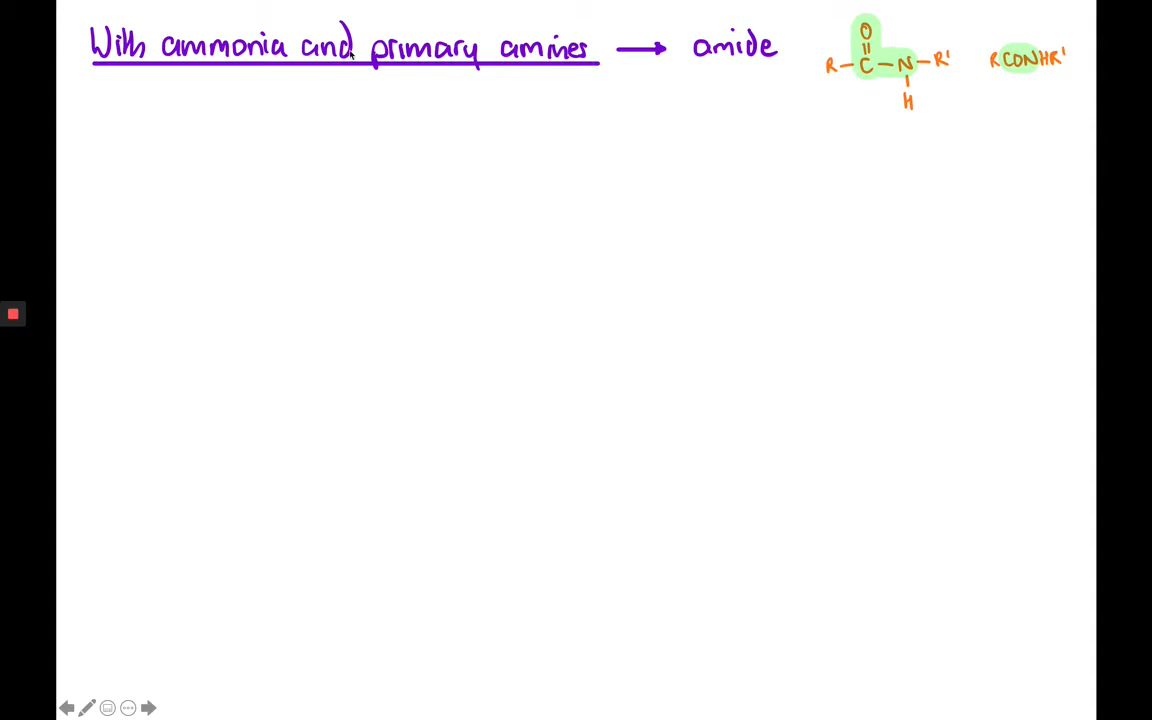 With ammonia and primary amines → amide
O
R — C — N — R'
H
RCONHR'